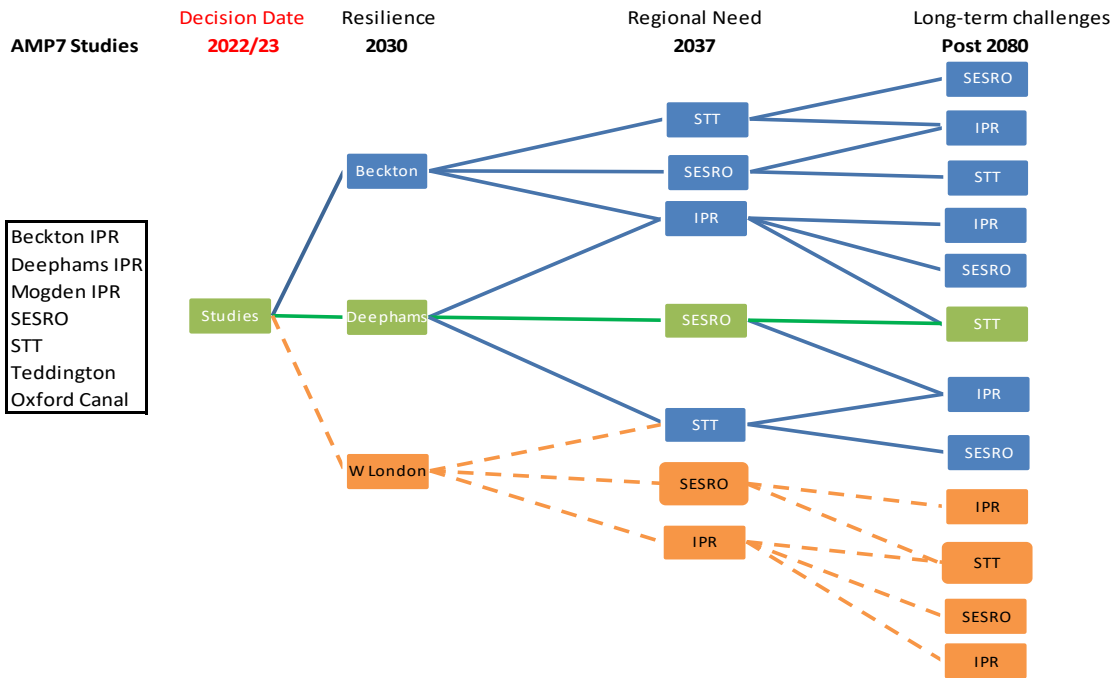 Decision Date
Resilience
Regional Need
Long-term challenges
AMP7 Studies
2022/23
2030
2037
Post 2080
Beckton IPR
Deephams IPR
Mogden IPR
SESRO
STT
Teddington
Oxford Canal
Studies
Beckton
Deephams
W London
STT
SESRO
IPR
SESRO
STT
SESRO
IPR
SESRO
IPR
STT
IPR
SESRO
STT
IPR
SESRO
IPR
STT
SESRO
IPR